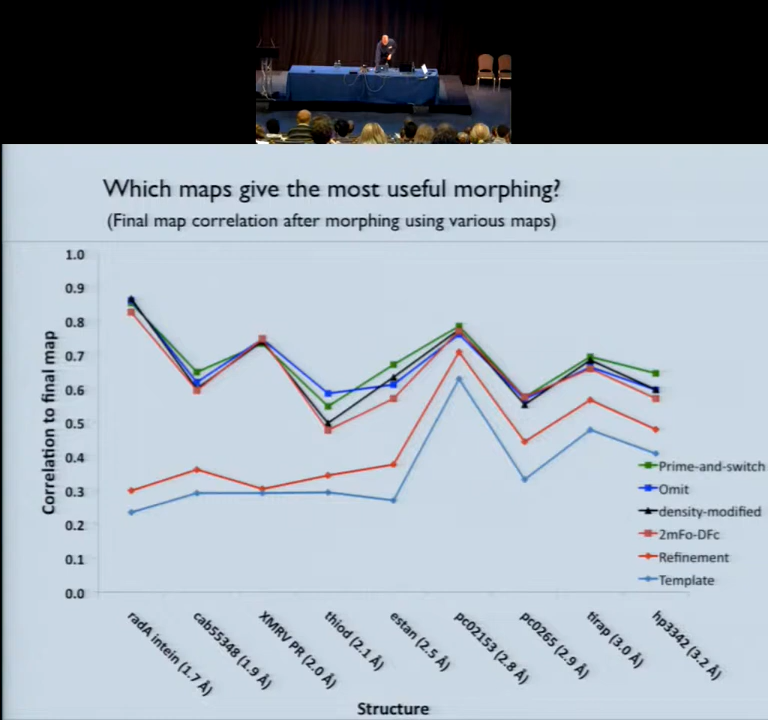 Which maps give the most useful morphing?
(Final map correlation after morphing using various maps)
1.0
0.9
0.8
0.7
0.6
0.5
0.4
0.3
0.2
0.1
0.0
Correlation to final map
Prime-and-switch
Omit
density-modified
2mFo-DFc
Refinement
Template
radA intein (1.7 Å)
cab55348 (1.9 Å)
XMRV PR (2.0 Å)
thiod (2.1 Å)
estan (2.5 Å)
pc02153 (2.8 Å)
pc0265 (2.9 Å)
tirap (3.0 Å)
hp3342 (3.2 Å)
Structure